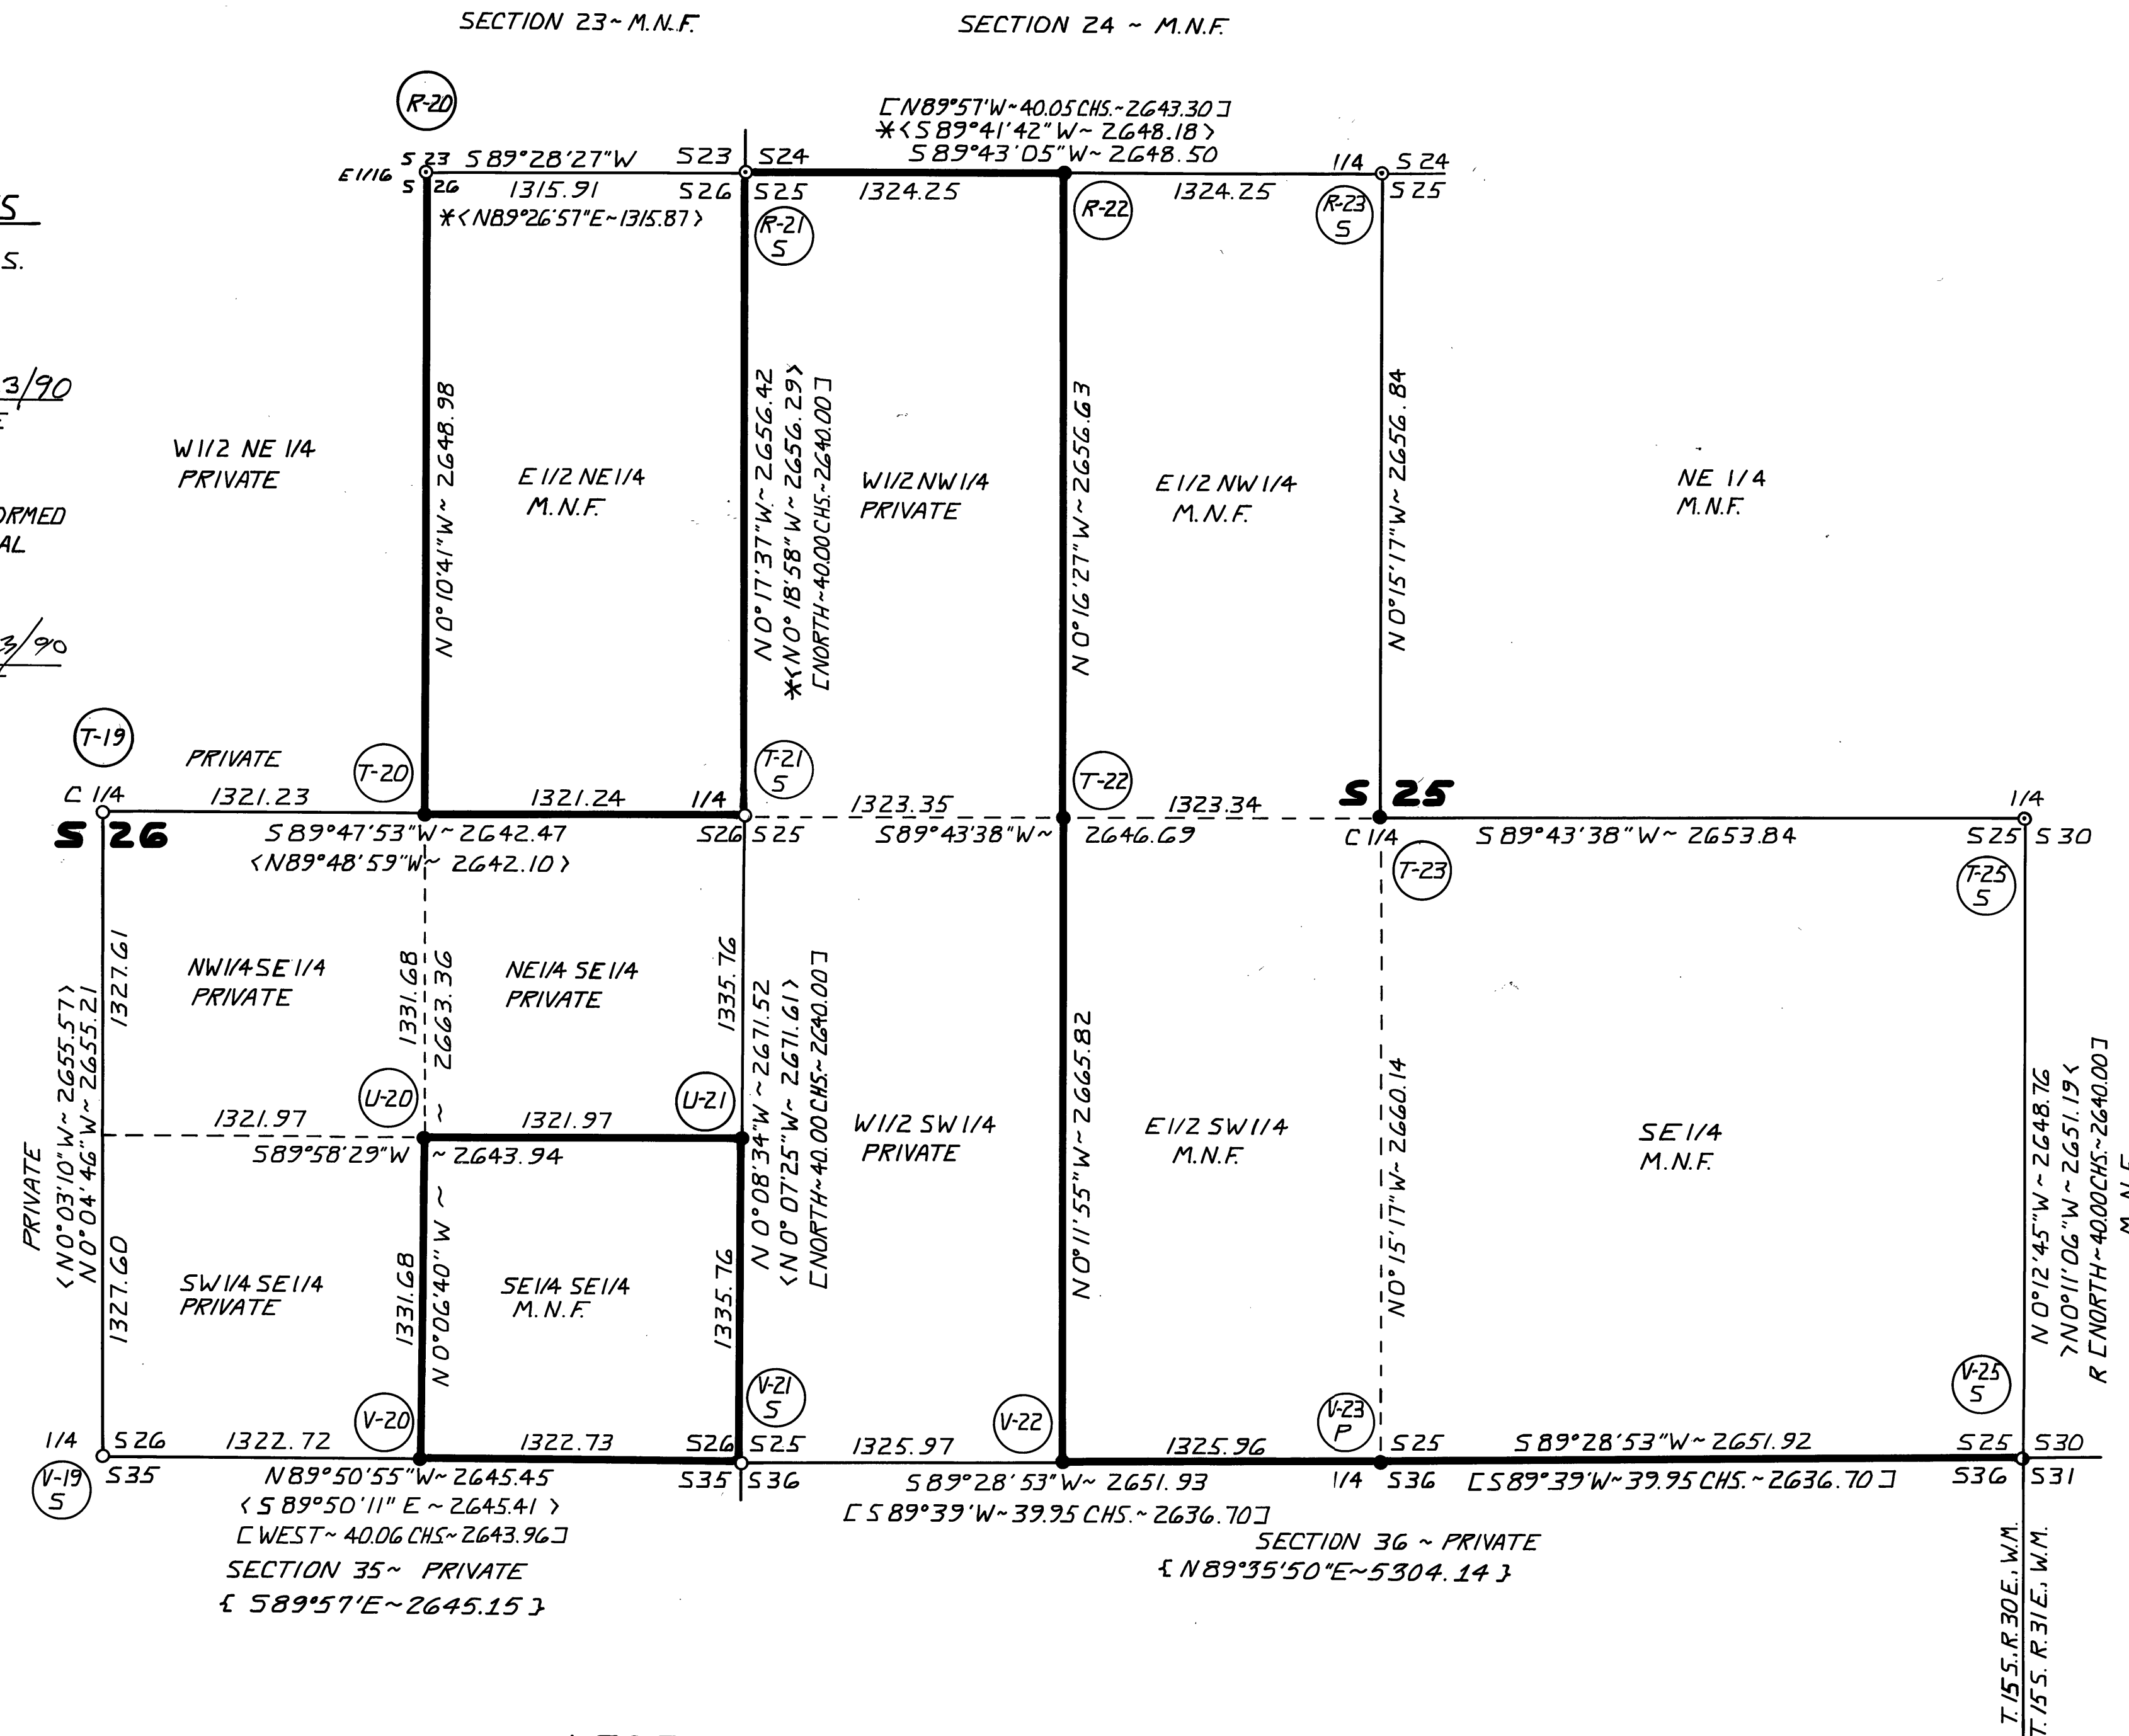 SECTION 23~ M.N.F.
SECTION 24 ~ M.N.F.
R-20
[N89°57'W~40.05 CHS.~2643.30]
*<S89°41'42"W~ 2648.18>
S89°43'05"W~ 2648.50
S 23
S89°28'27"W
S23
S24
1/4
S 24
E1/16
S 26
1315.91
S26
S25
1324.25
1324.25
S25
*<N89°26'57"E~1315.87>
R-21
S
R-22
R-23
S
S
S.
3/90
ORMED
AL
3/90
N0°10'41"W~ 2648.98
N0°17'37"W.~ 2656.42
*<N0°18'58"W~ 2656.29>
[NORTH~40.00CHS.~2640.00]
N0°16'27"W~ 2656.63
N0°15'17"W~ 2656.84
W1/2 NE 1/4
PRIVATE
E1/2 NE1/4
M.N.F.
W1/2NW1/4
PRIVATE
E1/2 NW1/4
M.N.F.
NE 1/4
M.N.F.
T-19
PRIVATE
T-20
T-21
S
T-22
S 25
C 1/4
1321.23
1321.24
1/4
1323.35
1323.34
1/4
S 26
S89°47'53"W~ 2642.47
S26
S25
S89°43'38"W~ 2646.69
C 1/4
S89°43'38"W~ 2653.84
S25
S30
<N89°48'59"W~ 2642.10>
T-23
T-25
S
1327.61
NW1/4SE1/4
PRIVATE
1331.68
~ 2663.36
NE1/4 SE1/4
PRIVATE
1335.76
PRIVATE
<N0°03'10"W~ 2655.57>
N0°04'46"W~ 2655.21
N0°08'34"W~ 2671.52
<N0°07'25"W~ 2671.61>
[NORTH~40.00CHS.~2640.00]
N0°11'55"W~ 2665.82
N0°15'17"W~ 2660.14
N0°12'45"W~ 2648.76
>N0°11'06"W~ 2651.19<
R [NORTH~40.00CHS.~2640.00]
M.N.F.
U-20
U-21
1321.97
1321.97
S89°58'29"W ~ 2643.94
W1/2 SW1/4
PRIVATE
E1/2 SW1/4
M.N.F.
SE1/4
M.N.F.
1327.60
SW1/4SE1/4
PRIVATE
1331.68
N0°06'40"W ~
SE1/4 SE1/4
M.N.F.
1335.76
V-20
V-21
S
V-22
V-23
P
V-25
S
1/4
S26
1322.72
1322.73
S26
S25
1325.97
1325.96
S25
S89°28'53"W~ 2651.92
S25
S30
V-19
S
S35
N89°50'55"W~ 2645.45
S35
S36
S89°28'53"W~ 2651.93
1/4
S36
[S89°39'W~39.95 CHS.~2636.70]
S36
S31
<S89°50'11"E ~2645.41>
[S89°39'W~39.95 CHS.~2636.70]
[WEST~ 40.06 CHS.~2643.96]
SECTION 36 ~ PRIVATE
SECTION 35~ PRIVATE
{N89°35'50"E~5304.14}
{S89°57'E~2645.15}
T.15S., R.30E., W.M.
T.15S. R.31E., W.M.